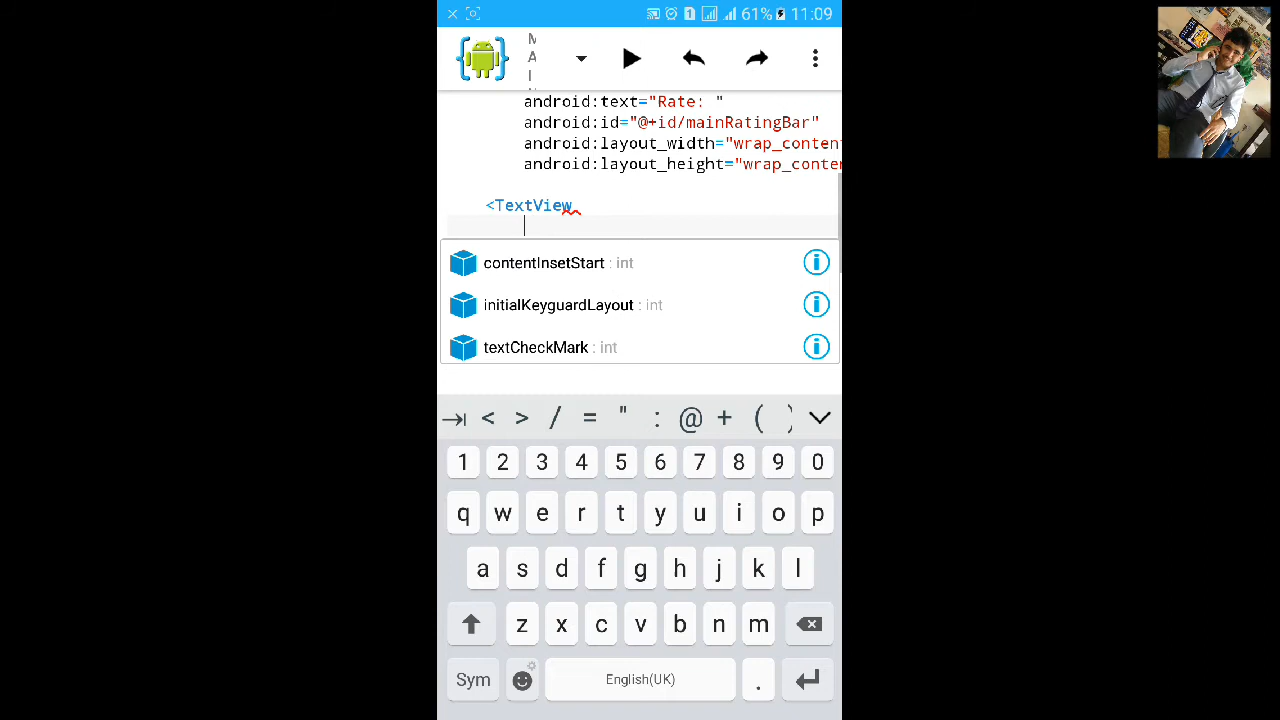 61% 11:09
M
A
I
android:text="Rate: "
android:id="@+id/mainRatingBar"
android:layout_width="wrap_conten
android:layout_height="wrap_conte
<TextView
contentInsetStart : int
initialKeyguardLayout : int
textCheckMark : int
< > / = " : @ + ( )
1 2 3 4 5 6 7 8 9 0
q w e r t y u i o p
a s d f g h j k l
z x c v b n m
Sym English(UK) .